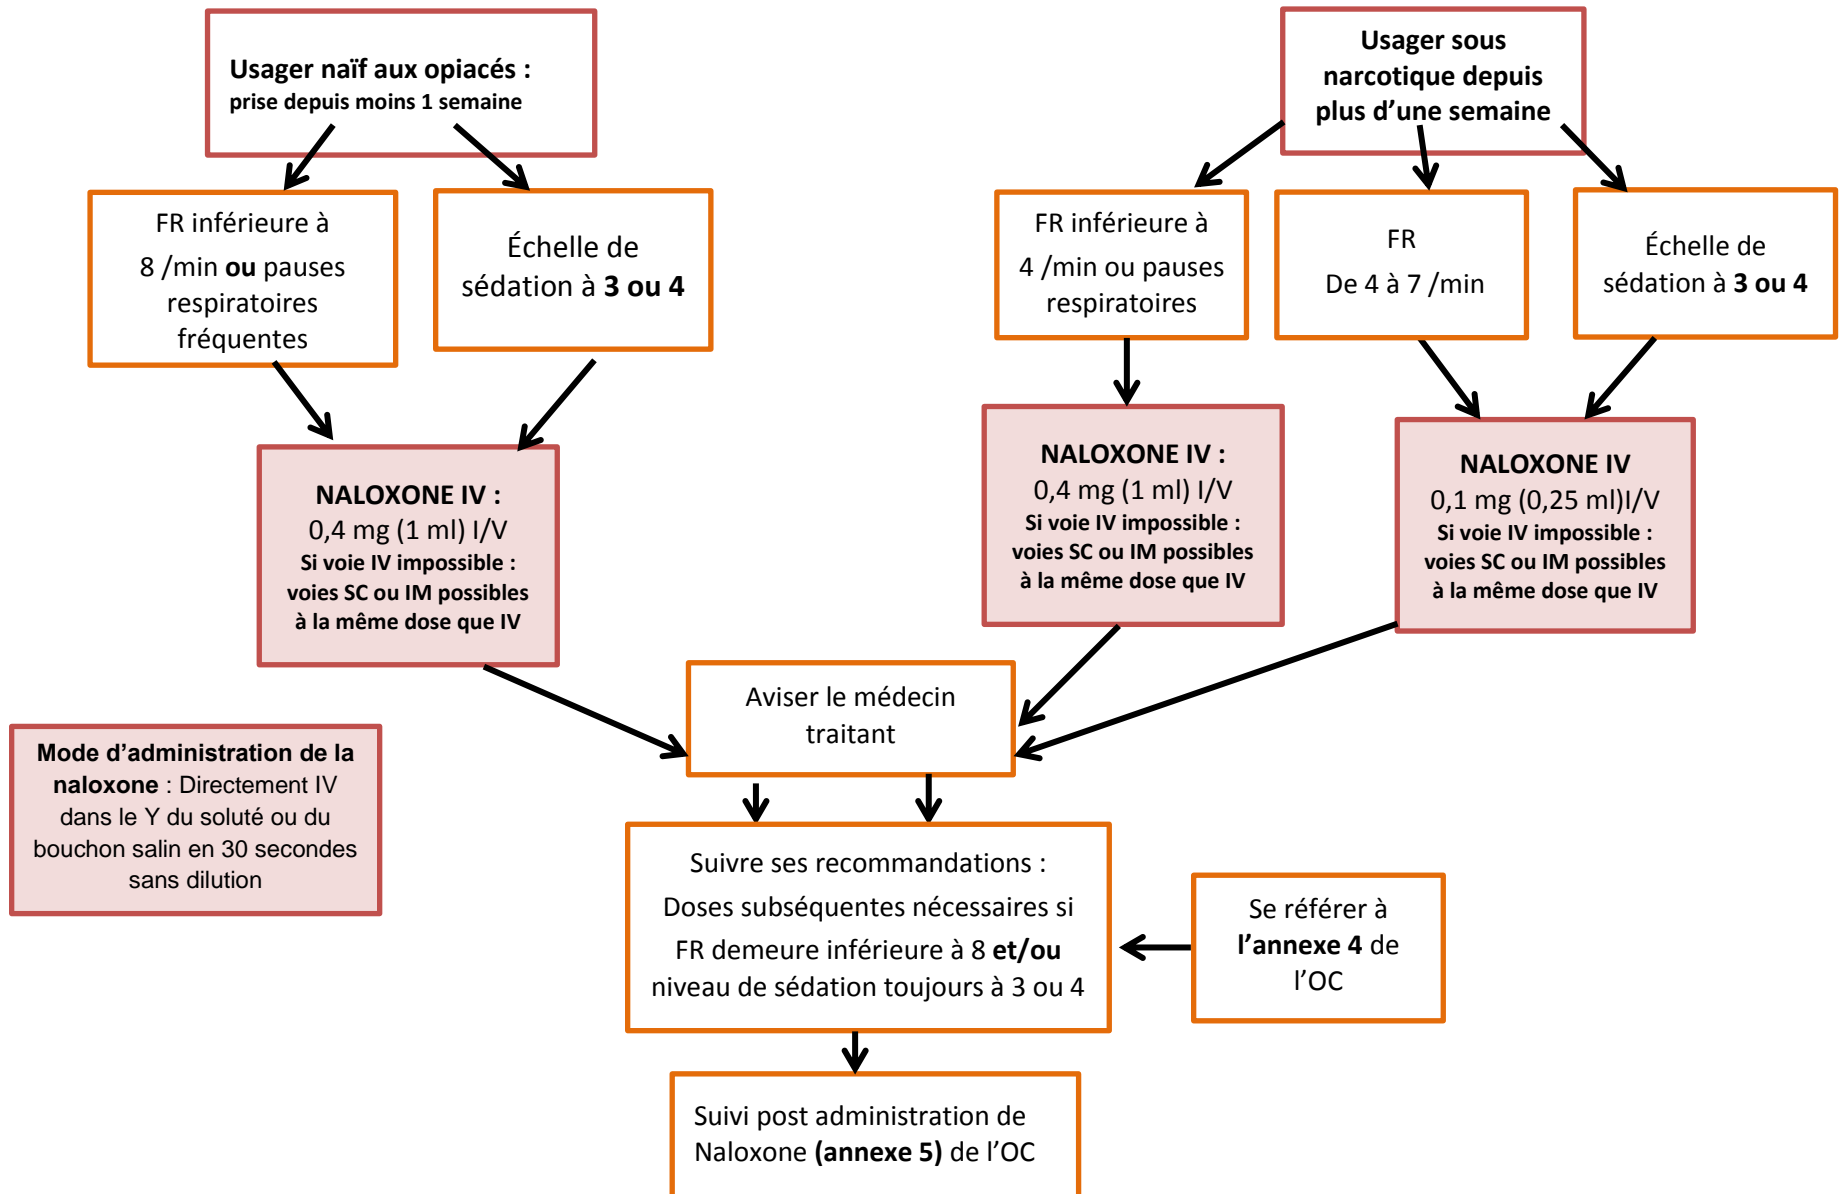 Usager naïf aux opiacés :
prise depuis moins 1 semaine
Usager sous
narcotique depuis
plus d’une semaine
FR inférieure à
8 /min ou pauses
respiratoires
fréquentes
Échelle de
sédation à 3 ou 4
FR inférieure à
4 /min ou pauses
respiratoires
FR
De 4 à 7 /min
Échelle de
sédation à 3 ou 4
NALOXONE IV :
0,4 mg (1 ml) I/V
Si voie IV impossible :
voies SC ou IM possibles
à la même dose que IV
NALOXONE IV :
0,4 mg (1 ml) I/V
Si voie IV impossible :
voies SC ou IM possibles
à la même dose que IV
NALOXONE IV
0,1 mg (0,25 ml)I/V
Si voie IV impossible :
voies SC ou IM possibles
à la même dose que IV
Aviser le médecin
traitant
Mode d’administration de la
naloxone : Directement IV
dans le Y du soluté ou du
bouchon salin en 30 secondes
sans dilution
Suivre ses recommandations :
Doses subséquentes nécessaires si
FR demeure inférieure à 8 et/ou
niveau de sédation toujours à 3 ou 4
Se référer à
l’annexe 4 de
l’OC
Suivi post administration de
Naloxone (annexe 5) de l’OC